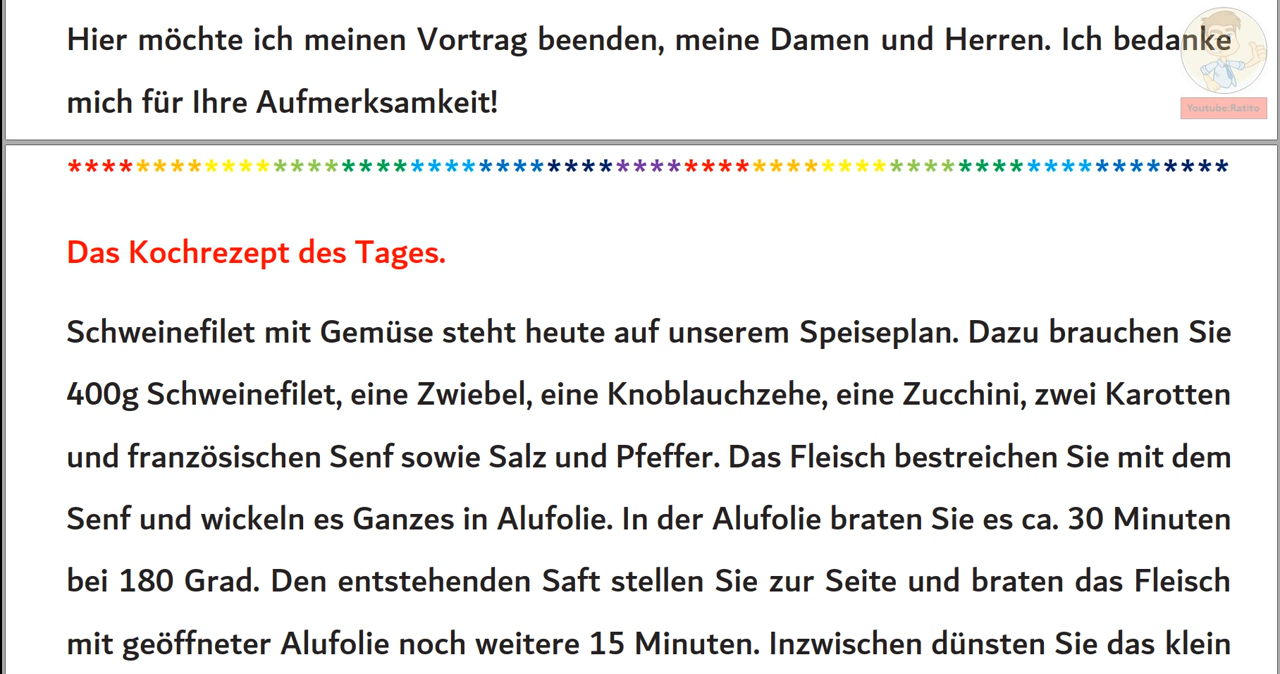 Hier möchte ich meinen Vortrag beenden, meine Damen und Herren. Ich bedanke
mich für Ihre Aufmerksamkeit!
Youtube:Ratito
********************************************************************
Das Kochrezept des Tages.
Schweinefilet mit Gemüse steht heute auf unserem Speiseplan. Dazu brauchen Sie
400g Schweinefilet, eine Zwiebel, eine Knoblauchzehe, eine Zucchini, zwei Karotten
und französischen Senf sowie Salz und Pfeffer. Das Fleisch bestreichen Sie mit dem
Senf und wickeln es Ganzes in Alufolie. In der Alufolie braten Sie es ca. 30 Minuten
bei 180 Grad. Den entstehenden Saft stellen Sie zur Seite und braten das Fleisch
mit geöffneter Alufolie noch weitere 15 Minuten. Inzwischen dünsten Sie das klein